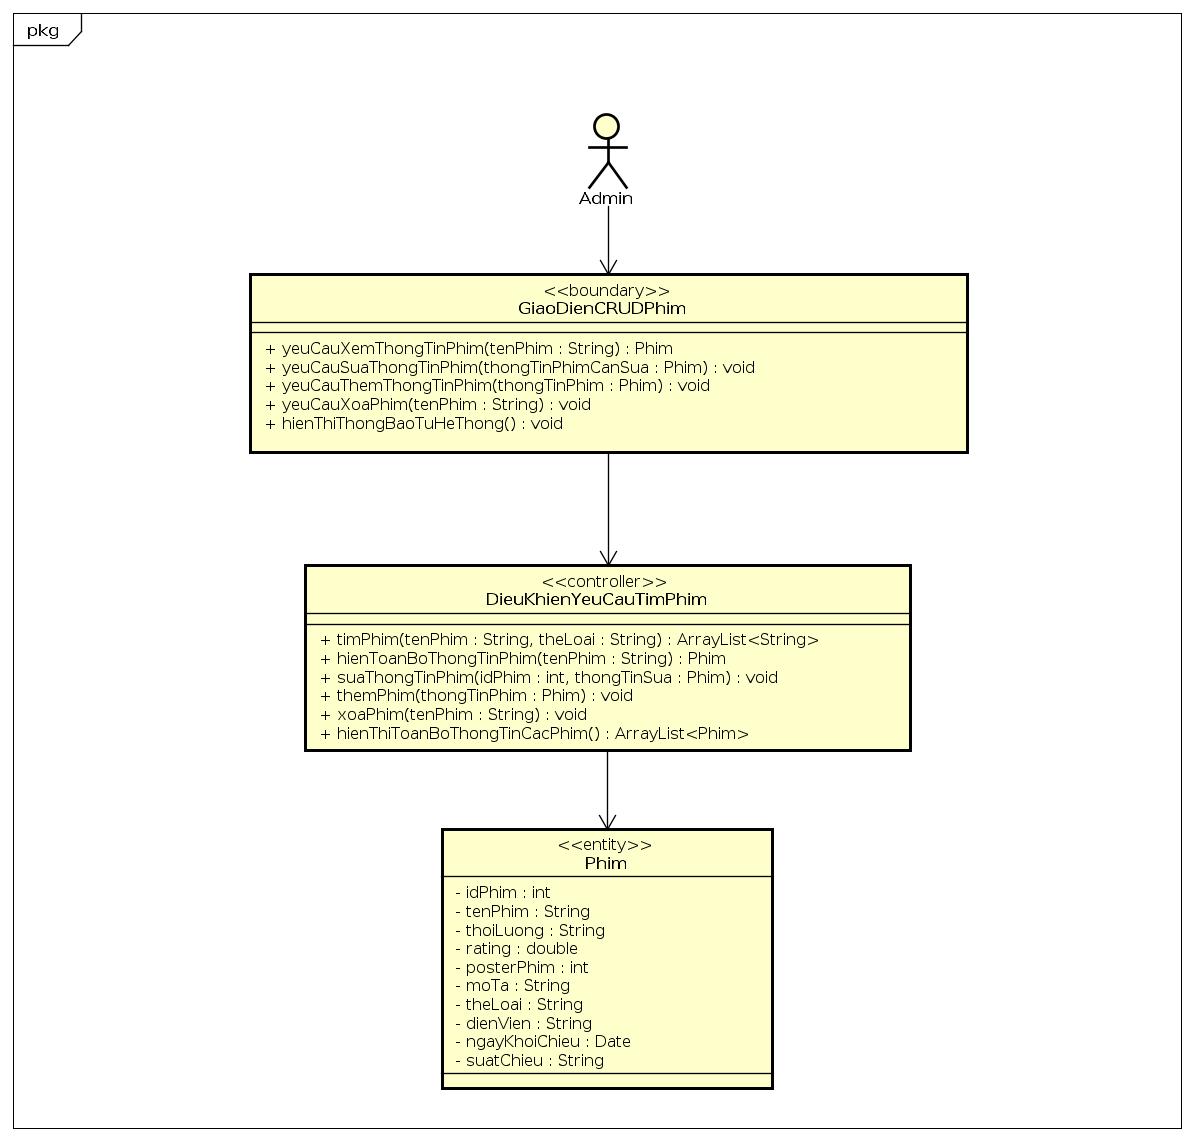 pkg
Admin
<<boundary>>
GiaoDienCRUDPhim
+ yeuCauXemThongTinPhim(tenPhim : String) : Phim
+ yeuCauSuaThongTinPhim(thongTinPhimCanSua : Phim) : void
+ yeuCauThemThongTinPhim(thongTinPhim : Phim) : void
+ yeuCauXoaPhim(tenPhim : String) : void
+ hienThiThongBaoTuHeThong() : void
<<controller>>
DieuKhienYeuCauTimPhim
+ timPhim(tenPhim : String, theLoai : String) : ArrayList<String>
+ hienToanBoThongTinPhim(tenPhim : String) : Phim
+ suaThongTinPhim(idPhim : int, thongTinSua : Phim) : void
+ themPhim(thongTinPhim : Phim) : void
+ xoaPhim(tenPhim : String) : void
+ hienThiToanBoThongTinCacPhim() : ArrayList<Phim>
<<entity>>
Phim
- idPhim : int
- tenPhim : String
- thoiLuong : String
- rating : double
- posterPhim : int
- moTa : String
- theLoai : String
- dienVien : String
- ngayKhoiChieu : Date
- suatChieu : String